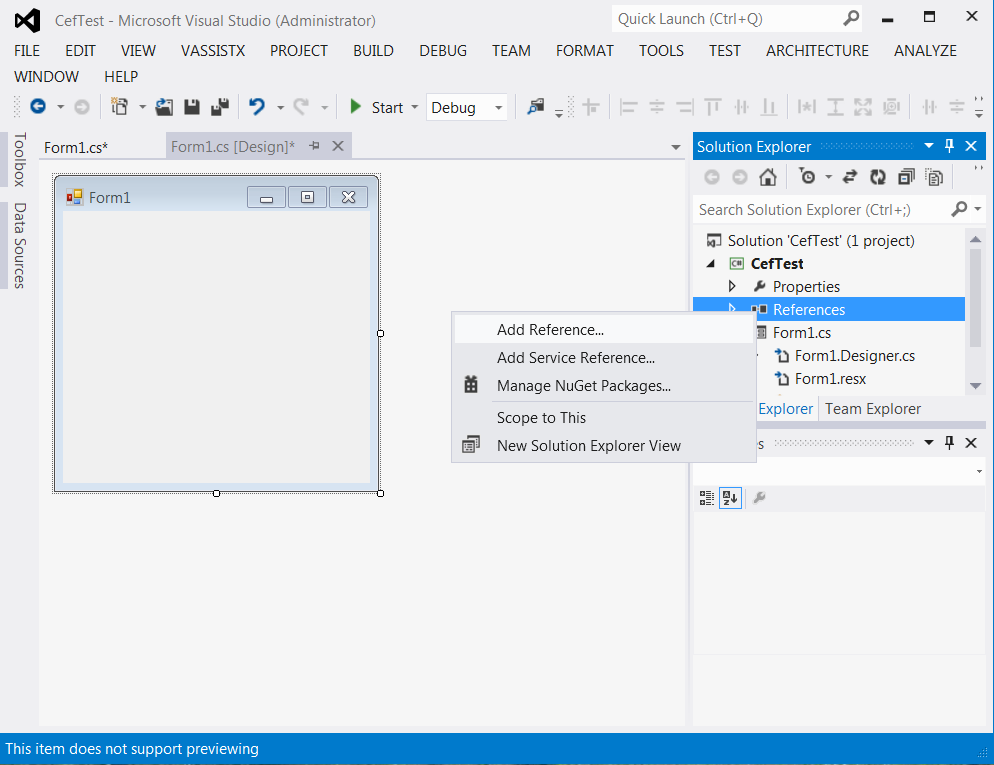 CefTest - Microsoft Visual Studio (Administrator)
Quick Launch (Ctrl+Q)
FILE EDIT VIEW VASSISTX PROJECT BUILD DEBUG TEAM FORMAT TOOLS TEST ARCHITECTURE ANALYZE
WINDOW HELP
Start Debug
Toolbox
Data Sources
Form1.cs* Form1.cs [Design]*
Form1
Solution Explorer
Search Solution Explorer (Ctrl+;)
Solution 'CefTest' (1 project)
C# CefTest
Properties
References
Form1.cs
Form1.Designer.cs
Form1.resx
Add Reference...
Add Service Reference...
Manage NuGet Packages...
Scope to This
New Solution Explorer View
Explorer Team Explorer
This item does not support previewing